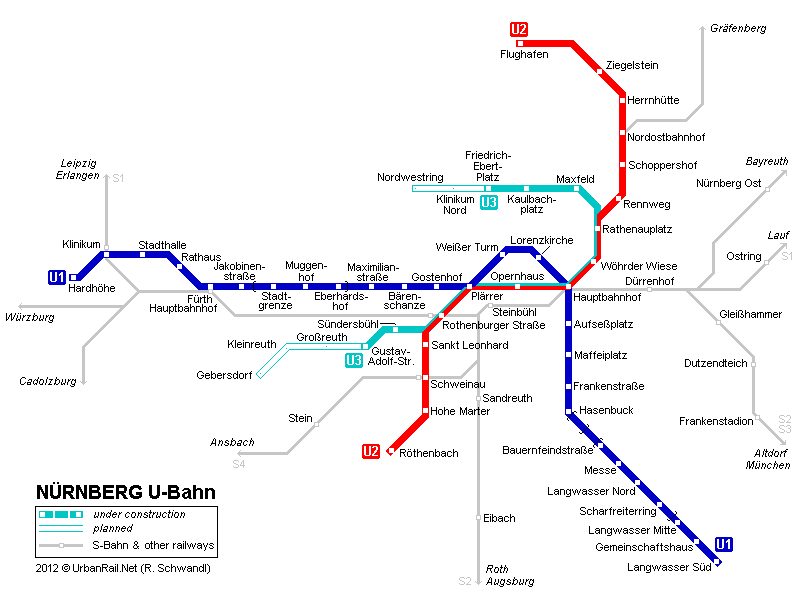 U2
Flughafen
Gräfenberg
Ziegelstein
Herrnhütte
Nordostbahnhof
Schoppershof
Bayreuth
Nürnberg Ost
Leipzig
Erlangen
S1
Friedrich-
Ebert-
Platz
Nordwestring
Maxfeld
Klinikum
Nord
U3
Kaulbach-
platz
Rennweg
Rathenauplatz
Lauf
S1
Ostring
Klinikum
Stadthalle
Rathaus
Weißer Turm
Lorenzkirche
Wöhrder Wiese
Dürrenhof
U1
Hardhöhe
Jakobinen-
straße
Muggen-
hof
Maximilian-
straße
Gostenhof
Opernhaus
Fürth
Hauptbahnhof
Stadt-
grenze
Eberhards-
hof
Bären-
schanze
Plärrer
Hauptbahnhof
Würzburg
Steinbühl
Gleißhammer
Sündersbühl
Rothenburger Straße
Aufseßplatz
Kleinreuth
Großreuth
U3
Gustav-
Adolf-Str.
Sankt Leonhard
Maffeiplatz
Dutzendteich
Gebersdorf
Cadolzburg
Schweinau
Frankenstraße
Sandreuth
Stein
Hohe Marter
Hasenbuck
Frankenstadion
S2
S3
Ansbach
S4
U2
Röthenbach
Bauernfeindstraße
Altdorf
München
Messe
Langwasser Nord
Scharfreiterring
Langwasser Mitte
Gemeinschaftshaus
U1
Langwasser Süd
Eibach
S2
Roth
Augsburg
NÜRNBERG U-Bahn
under construction
planned
S-Bahn & other railways
2012 © UrbanRail.Net (R. Schwandl)